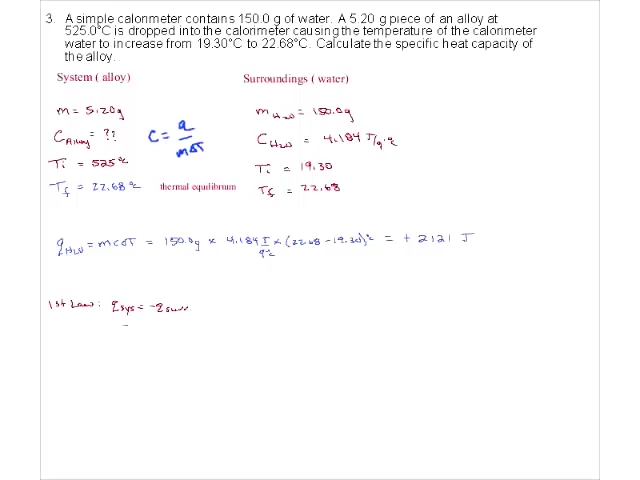 3. A simple calorimeter contains 150.0 g of water. A 5.20 g piece of an alloy at
525.0°C is dropped into the calorimeter causing the temperature of the calorimeter
water to increase from 19.30°C to 22.68°C. Calculate the specific heat capacity of
the alloy.
System ( alloy)
Surroundings ( water)
m = 5.20g
m H2O = 150.0g
C Alloy = ??
C = q / mΔT
C H2O = 4.184 J/g·°C
Ti = 525°C
Ti = 19.30
Tf = 22.68°C
thermal equilibrium
Tf = 22.68
q H2O = mCΔT = 150.0g × 4.184 J/g°C × (22.68 - 19.30)°C = + 2121 J
1st Law: q sys = -q surr